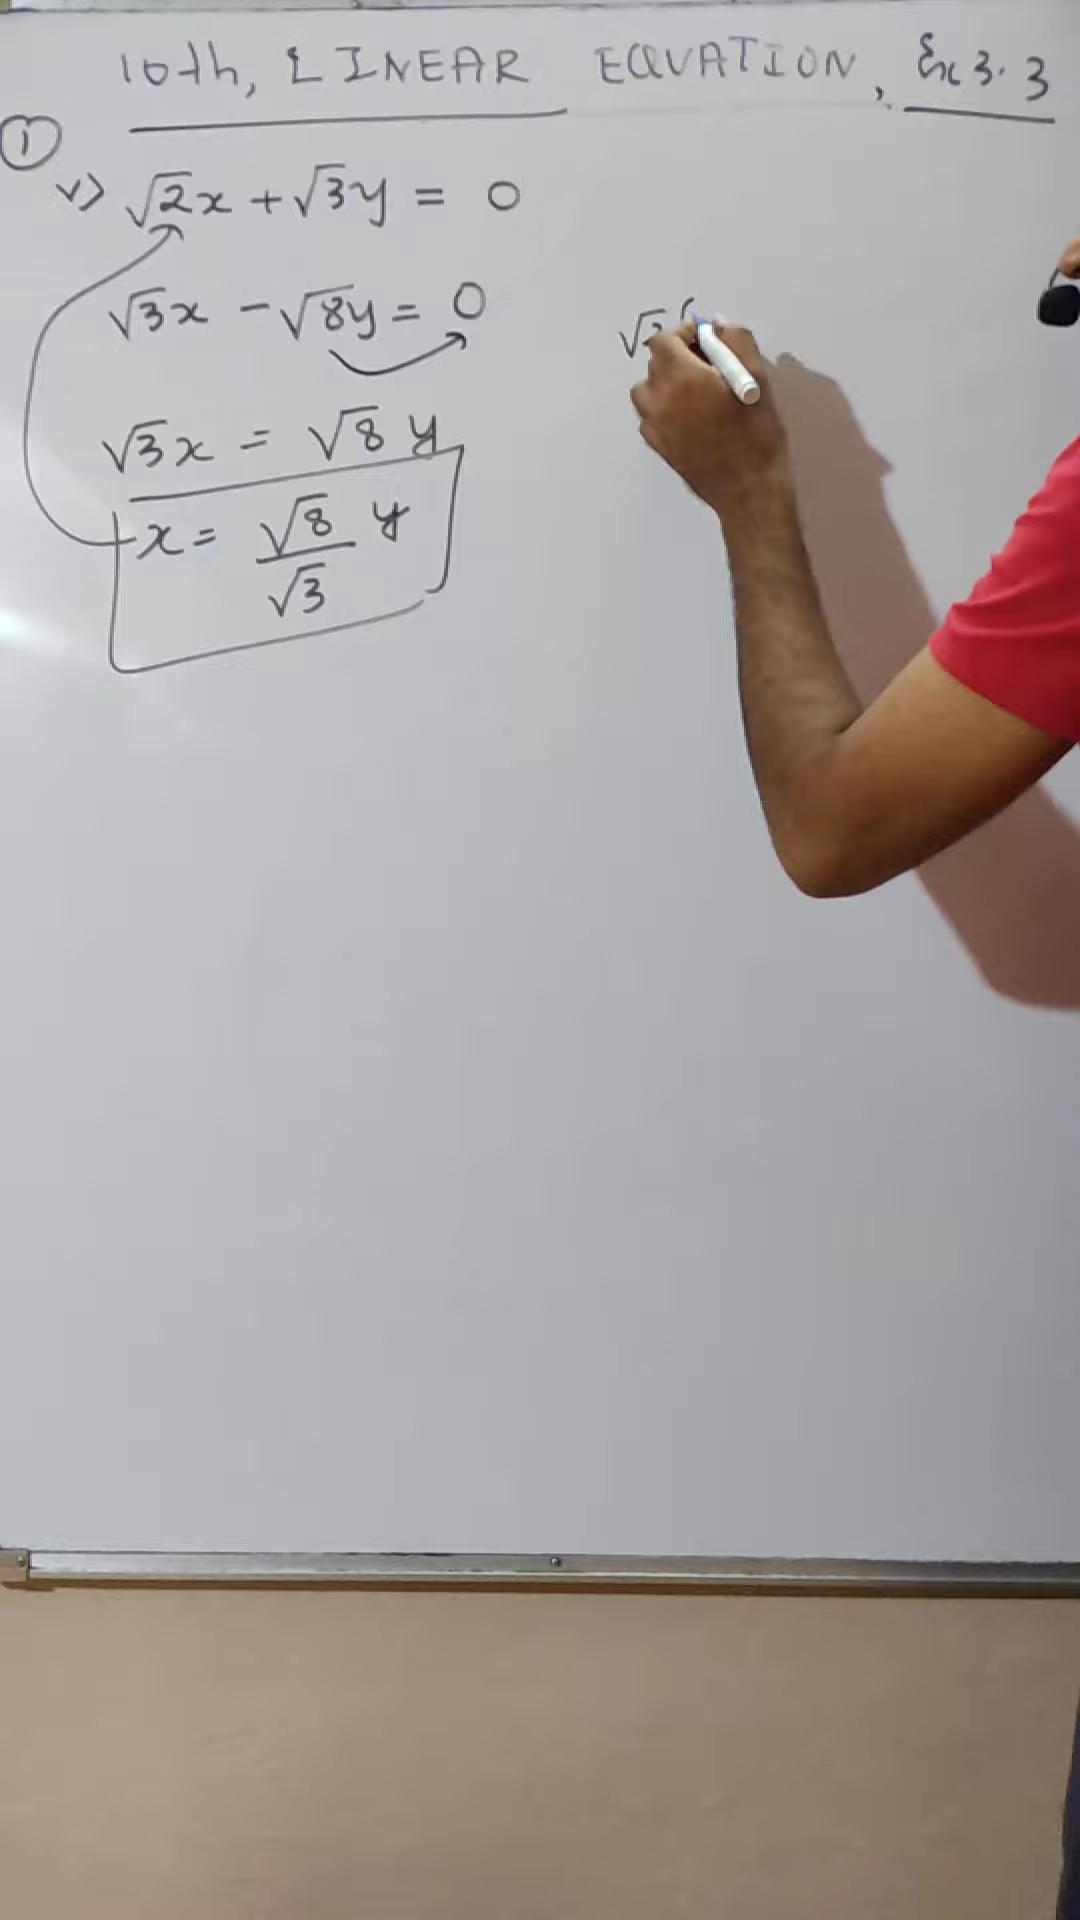 10th, LINEAR EQUATION, Ex 3.3
① v> √2x + √3y = 0
√3x - √8y = 0
√3x = √8 y
x = √8/√3 y